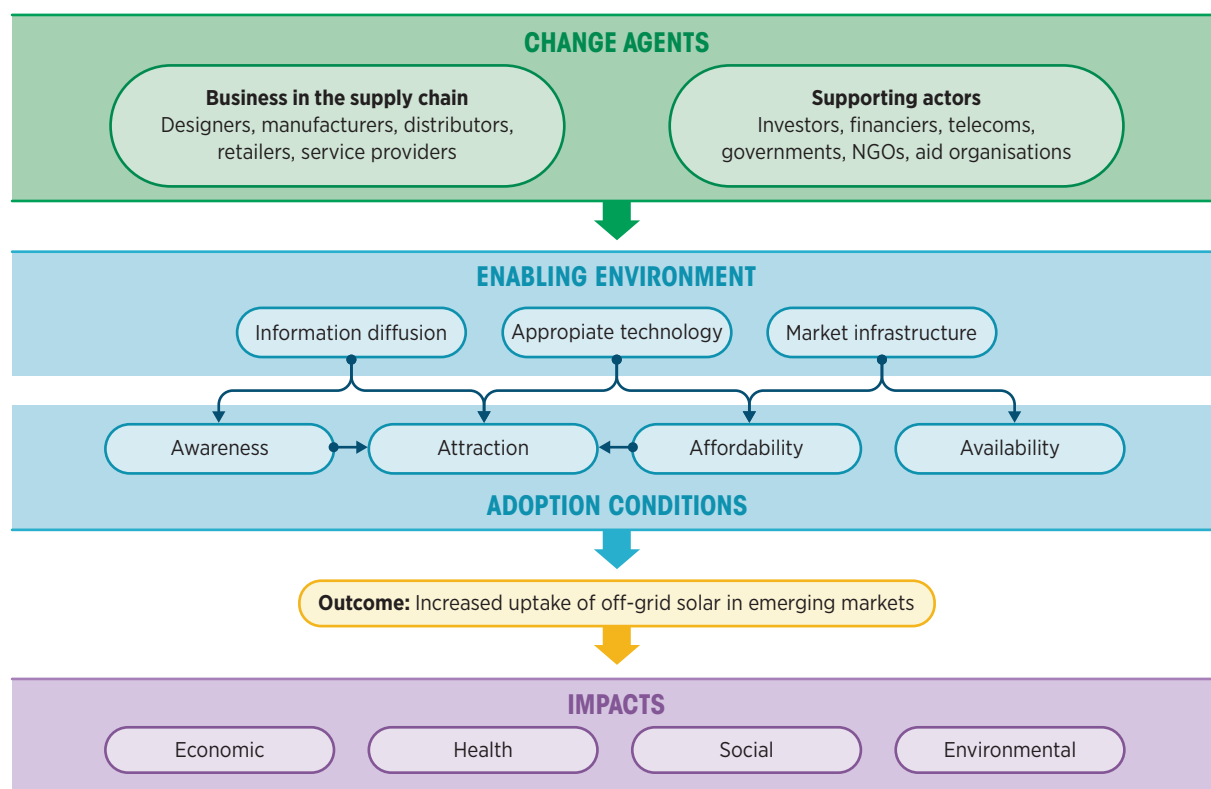 CHANGE AGENTS
Business in the supply chain
Designers, manufacturers, distributors,
retailers, service providers
Supporting actors
Investors, financiers, telecoms,
governments, NGOs, aid organisations
ENABLING ENVIRONMENT
Information diffusion
Appropiate technology
Market infrastructure
Awareness
Attraction
Affordability
Availability
ADOPTION CONDITIONS
Outcome: Increased uptake of off-grid solar in emerging markets
IMPACTS
Economic
Health
Social
Environmental